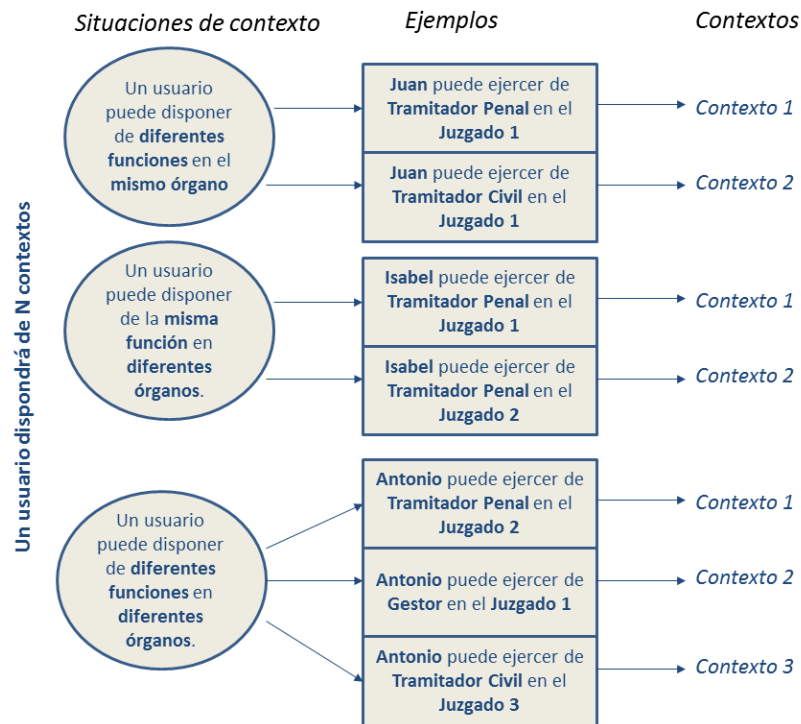 Situaciones de contexto
Ejemplos
Contextos
Un usuario dispondrá de N contextos
Un usuario
puede disponer
de diferentes
funciones en el
mismo órgano
Juan puede ejercer de
Tramitador Penal en el
Juzgado 1
Contexto 1
Juan puede ejercer de
Tramitador Civil en el
Juzgado 1
Contexto 2
Un usuario
puede disponer
de la misma
función en
diferentes
órganos.
Isabel puede ejercer de
Tramitador Penal en el
Juzgado 1
Contexto 1
Isabel puede ejercer de
Tramitador Penal en el
Juzgado 2
Contexto 2
Un usuario
puede disponer
de diferentes
funciones en
diferentes
órganos.
Antonio puede ejercer de
Tramitador Penal en el
Juzgado 2
Contexto 1
Antonio puede ejercer de
Gestor en el Juzgado 1
Contexto 2
Antonio puede ejercer de
Tramitador Civil en el
Juzgado 3
Contexto 3